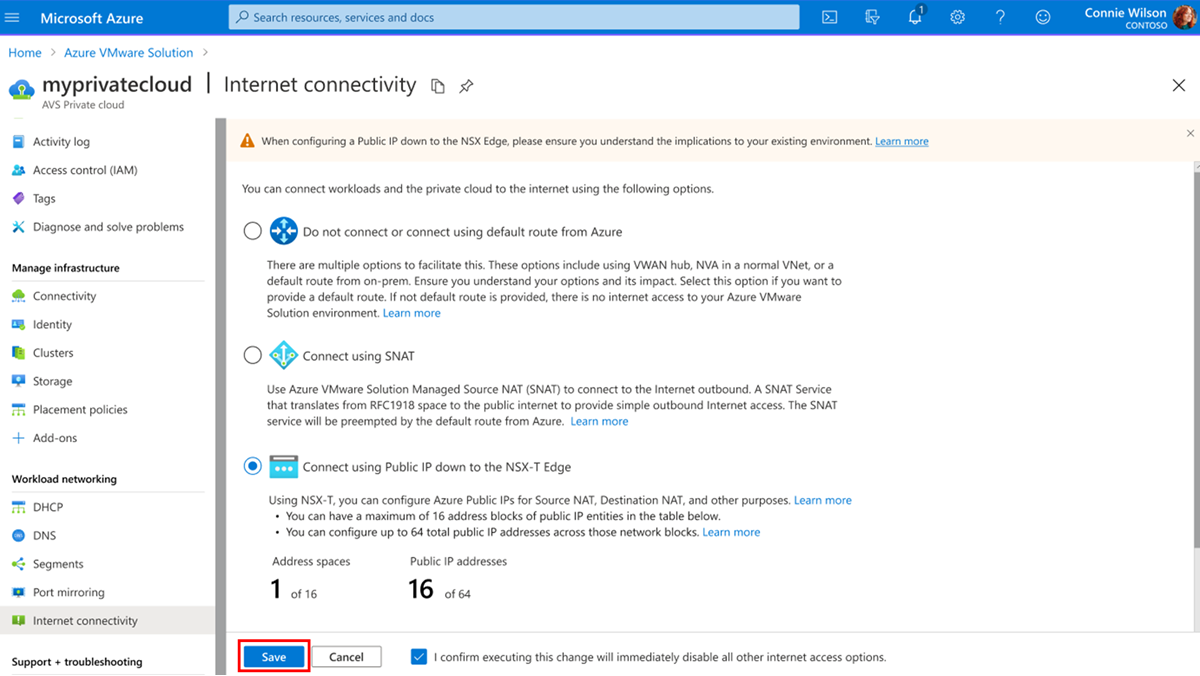 Microsoft Azure
Search resources, services and docs
1
Connie Wilson
CONTOSO
Home > Azure VMware Solution >
myprivatecloud | Internet connectivity
AVS Private cloud
Activity log
Access control (IAM)
Tags
Diagnose and solve problems
Manage infrastructure
Connectivity
Identity
Clusters
Storage
Placement policies
Add-ons
Workload networking
DHCP
DNS
Segments
Port mirroring
Internet connectivity
Support + troubleshooting
When configuring a Public IP down to the NSX Edge, please ensure you understand the implications to your existing environment. Learn more
You can connect workloads and the private cloud to the internet using the following options.
Do not connect or connect using default route from Azure
There are multiple options to facilitate this. These options include using VWAN hub, NVA in a normal VNet, or a
default route from on-prem. Ensure you understand your options and its impact. Select this option if you want to
provide a default route. If not default route is provided, there is no internet access to your Azure VMware
Solution environment. Learn more
Connect using SNAT
Use Azure VMware Solution Managed Source NAT (SNAT) to connect to the Internet outbound. A SNAT Service
that translates from RFC1918 space to the public internet to provide simple outbound Internet access. The SNAT
service will be preempted by the default route from Azure. Learn more
Connect using Public IP down to the NSX-T Edge
Using NSX-T, you can configure Azure Public IPs for Source NAT, Destination NAT, and other purposes. Learn more
• You can have a maximum of 16 address blocks of public IP entities in the table below.
• You can configure up to 64 total public IP addresses across those network blocks. Learn more
Address spaces
1 of 16
Public IP addresses
16 of 64
Save
Cancel
I confirm executing this change will immediately disable all other internet access options.